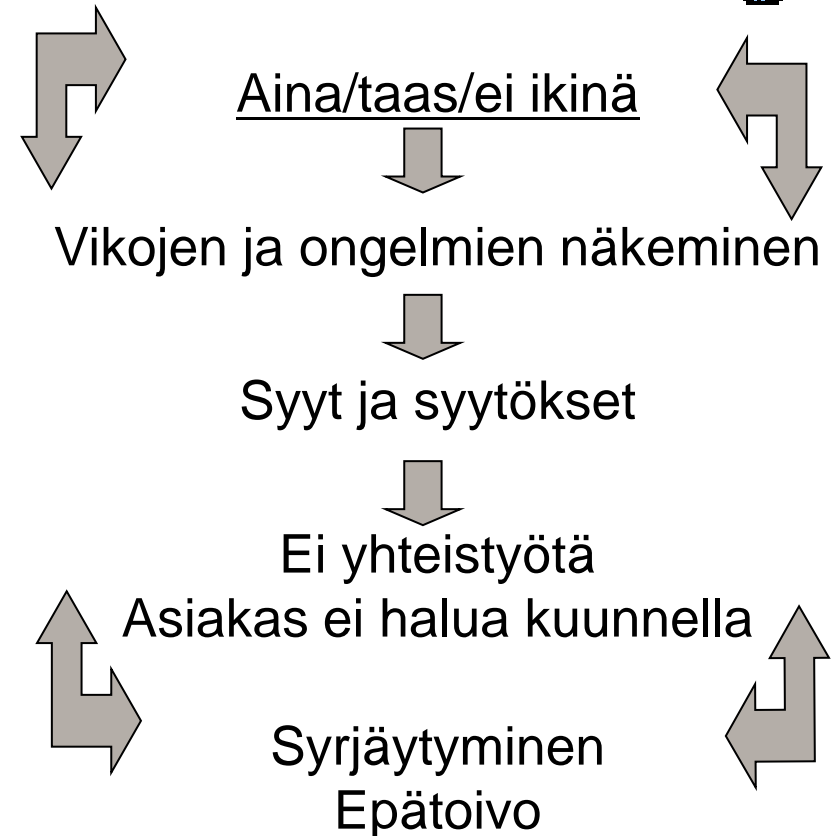 Aina/taas/ei ikinä
Vikojen ja ongelmien näkeminen
Syyt ja syytökset
Ei yhteistyötä
Asiakas ei halua kuunnella
Syrjäytyminen
Epätoivo